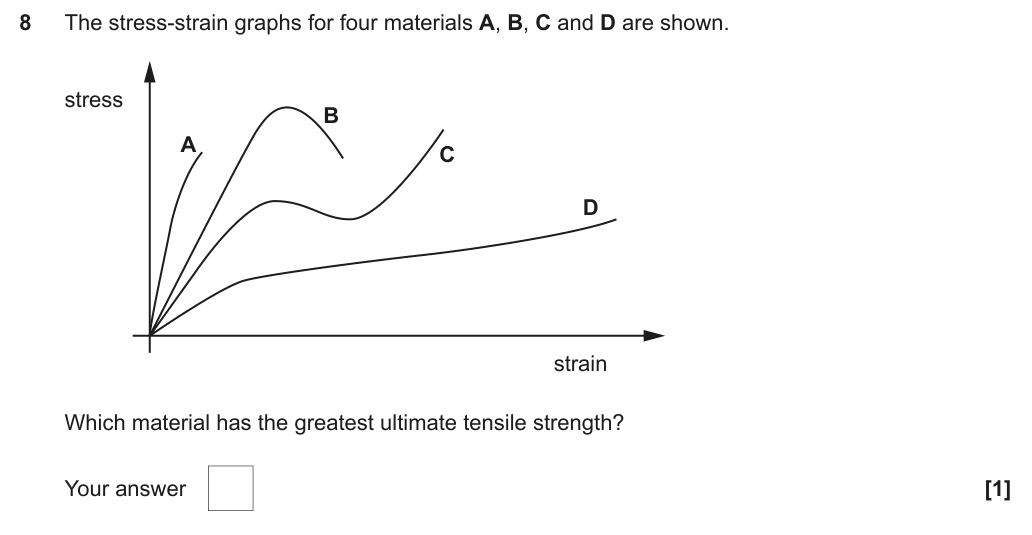 8 The stress-strain graphs for four materials A, B, C and D are shown.
stress
B
A
C
D
strain
Which material has the greatest ultimate tensile strength?
Your answer
[1]